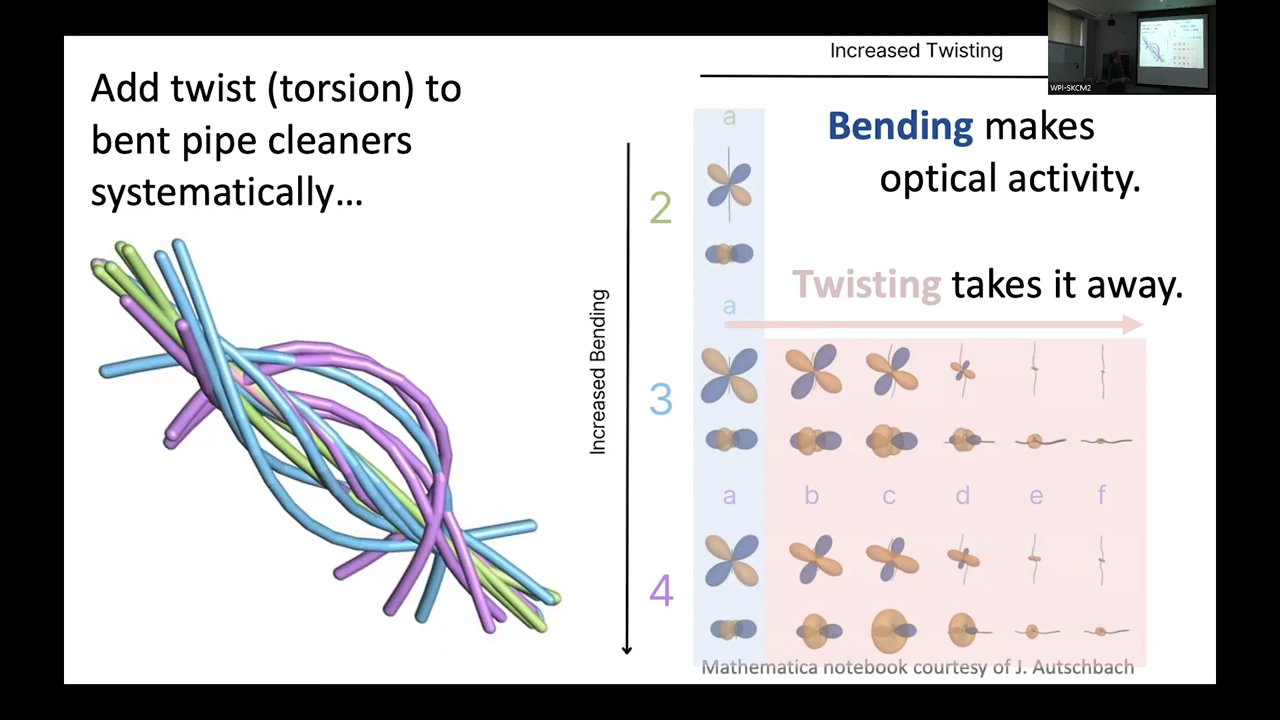 Add twist (torsion) to
bent pipe cleaners
systematically...
Increased Twisting
WPI-SKCM2
Bending makes
optical activity.
Twisting takes it away.
Increased Bending
a
2
a
3
a b c d e f
4
Mathematica notebook courtesy of J. Autschbach